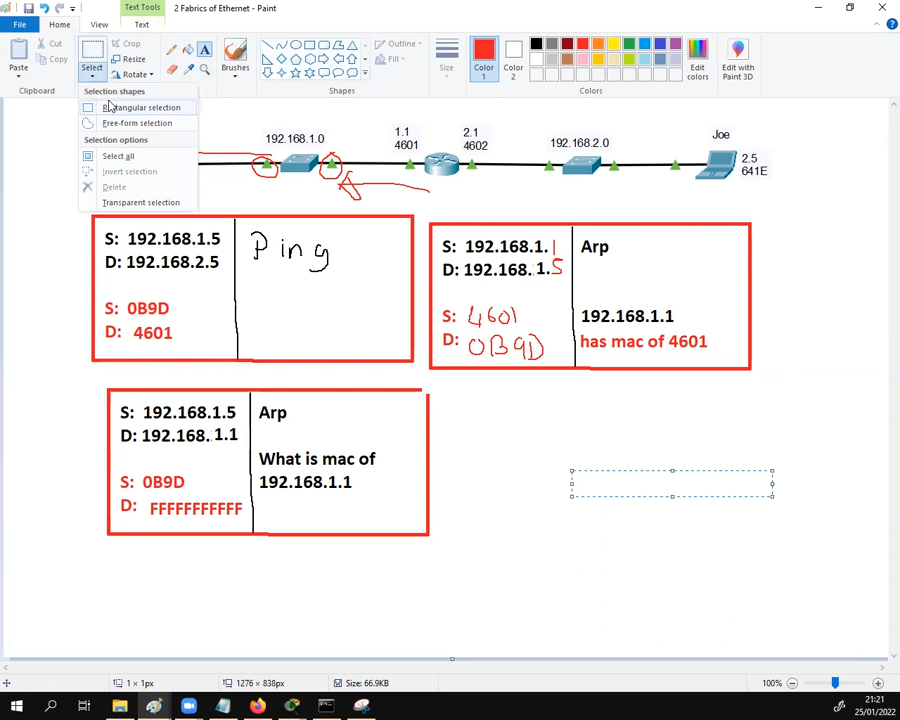 Text Tools
2 Fabrics of Ethernet - Paint
File
Home
View
Text
Paste
Cut
Copy
Clipboard
Select
Crop
Resize
Rotate
A
Brushes
Outline
Fill
Shapes
Size
Color 1
Color 2
Colors
Edit colors
Edit with Paint 3D
Selection shapes
Rectangular selection
Free-form selection
Selection options
Select all
Invert selection
Delete
Transparent selection
192.168.1.0
1.1
4601
2.1
4602
192.168.2.0
Joe
2.5
641E
S: 192.168.1.5
D: 192.168.2.5
S: 0B9D
D: 4601
Ping
S: 192.168.1.1
D: 192.168.1.5
S: 4601
D: 0B9D
Arp
192.168.1.1
has mac of 4601
S: 192.168.1.5
D: 192.168.1.1
S: 0B9D
D: FFFFFFFFFFF
Arp
What is mac of
192.168.1.1
1 × 1px
1276 × 838px
Size: 66.9KB
100%
21:21
25/01/2022